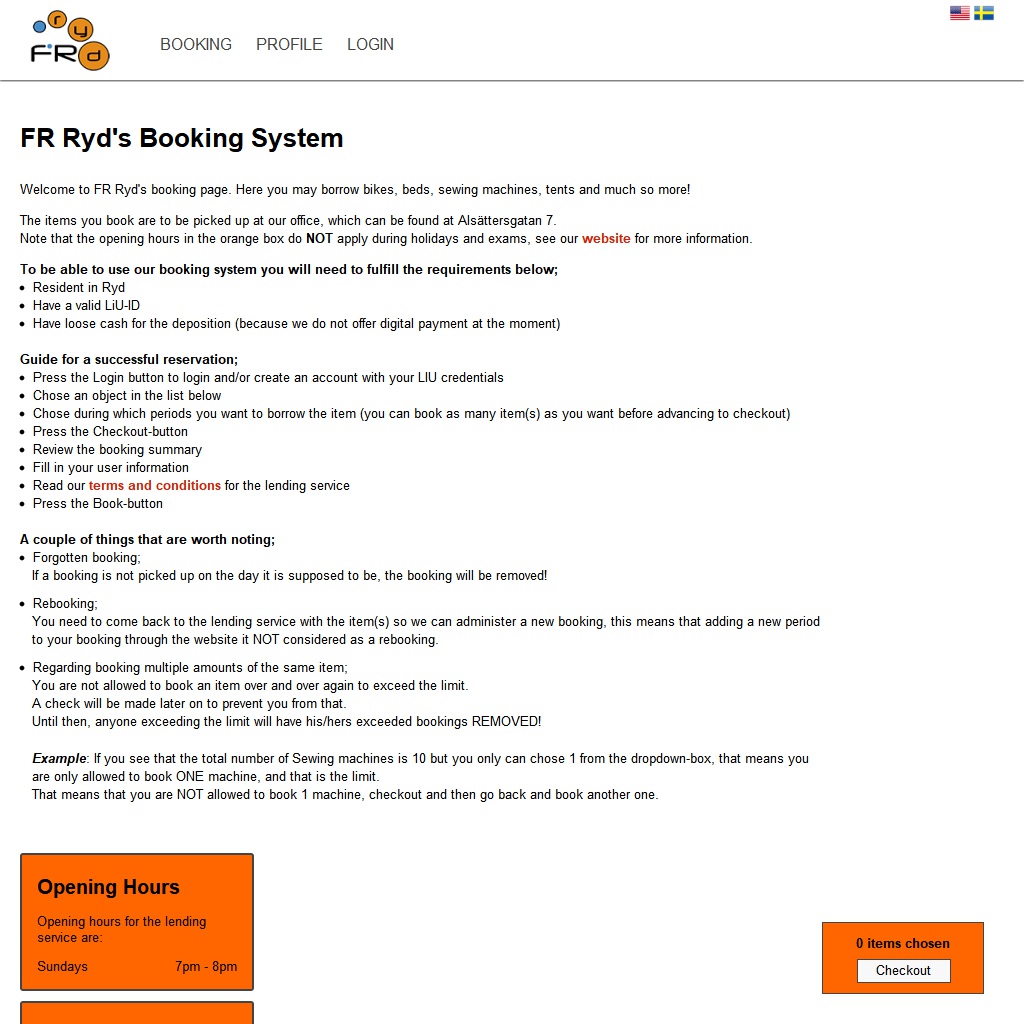 ryd
FR
BOOKING PROFILE LOGIN
FR Ryd's Booking System
Welcome to FR Ryd's booking page. Here you may borrow bikes, beds, sewing machines, tents and much so more!
The items you book are to be picked up at our office, which can be found at Alsättersgatan 7.
Note that the opening hours in the orange box do NOT apply during holidays and exams, see our website for more information.
To be able to use our booking system you will need to fulfill the requirements below;
• Resident in Ryd
• Have a valid LiU-ID
• Have loose cash for the deposition (because we do not offer digital payment at the moment)
Guide for a successful reservation;
• Press the Login button to login and/or create an account with your LIU credentials
• Chose an object in the list below
• Chose during which periods you want to borrow the item (you can book as many item(s) as you want before advancing to checkout)
• Press the Checkout-button
• Review the booking summary
• Fill in your user information
• Read our terms and conditions for the lending service
• Press the Book-button
A couple of things that are worth noting;
• Forgotten booking;
If a booking is not picked up on the day it is supposed to be, the booking will be removed!
• Rebooking;
You need to come back to the lending service with the item(s) so we can administer a new booking, this means that adding a new period
to your booking through the website it NOT considered as a rebooking.
• Regarding booking multiple amounts of the same item;
You are not allowed to book an item over and over again to exceed the limit.
A check will be made later on to prevent you from that.
Until then, anyone exceeding the limit will have his/hers exceeded bookings REMOVED!
Example: If you see that the total number of Sewing machines is 10 but you only can chose 1 from the dropdown-box, that means you
are only allowed to book ONE machine, and that is the limit.
That means that you are NOT allowed to book 1 machine, checkout and then go back and book another one.
Opening Hours
Opening hours for the lending
service are:
Sundays 7pm - 8pm
0 items chosen
Checkout